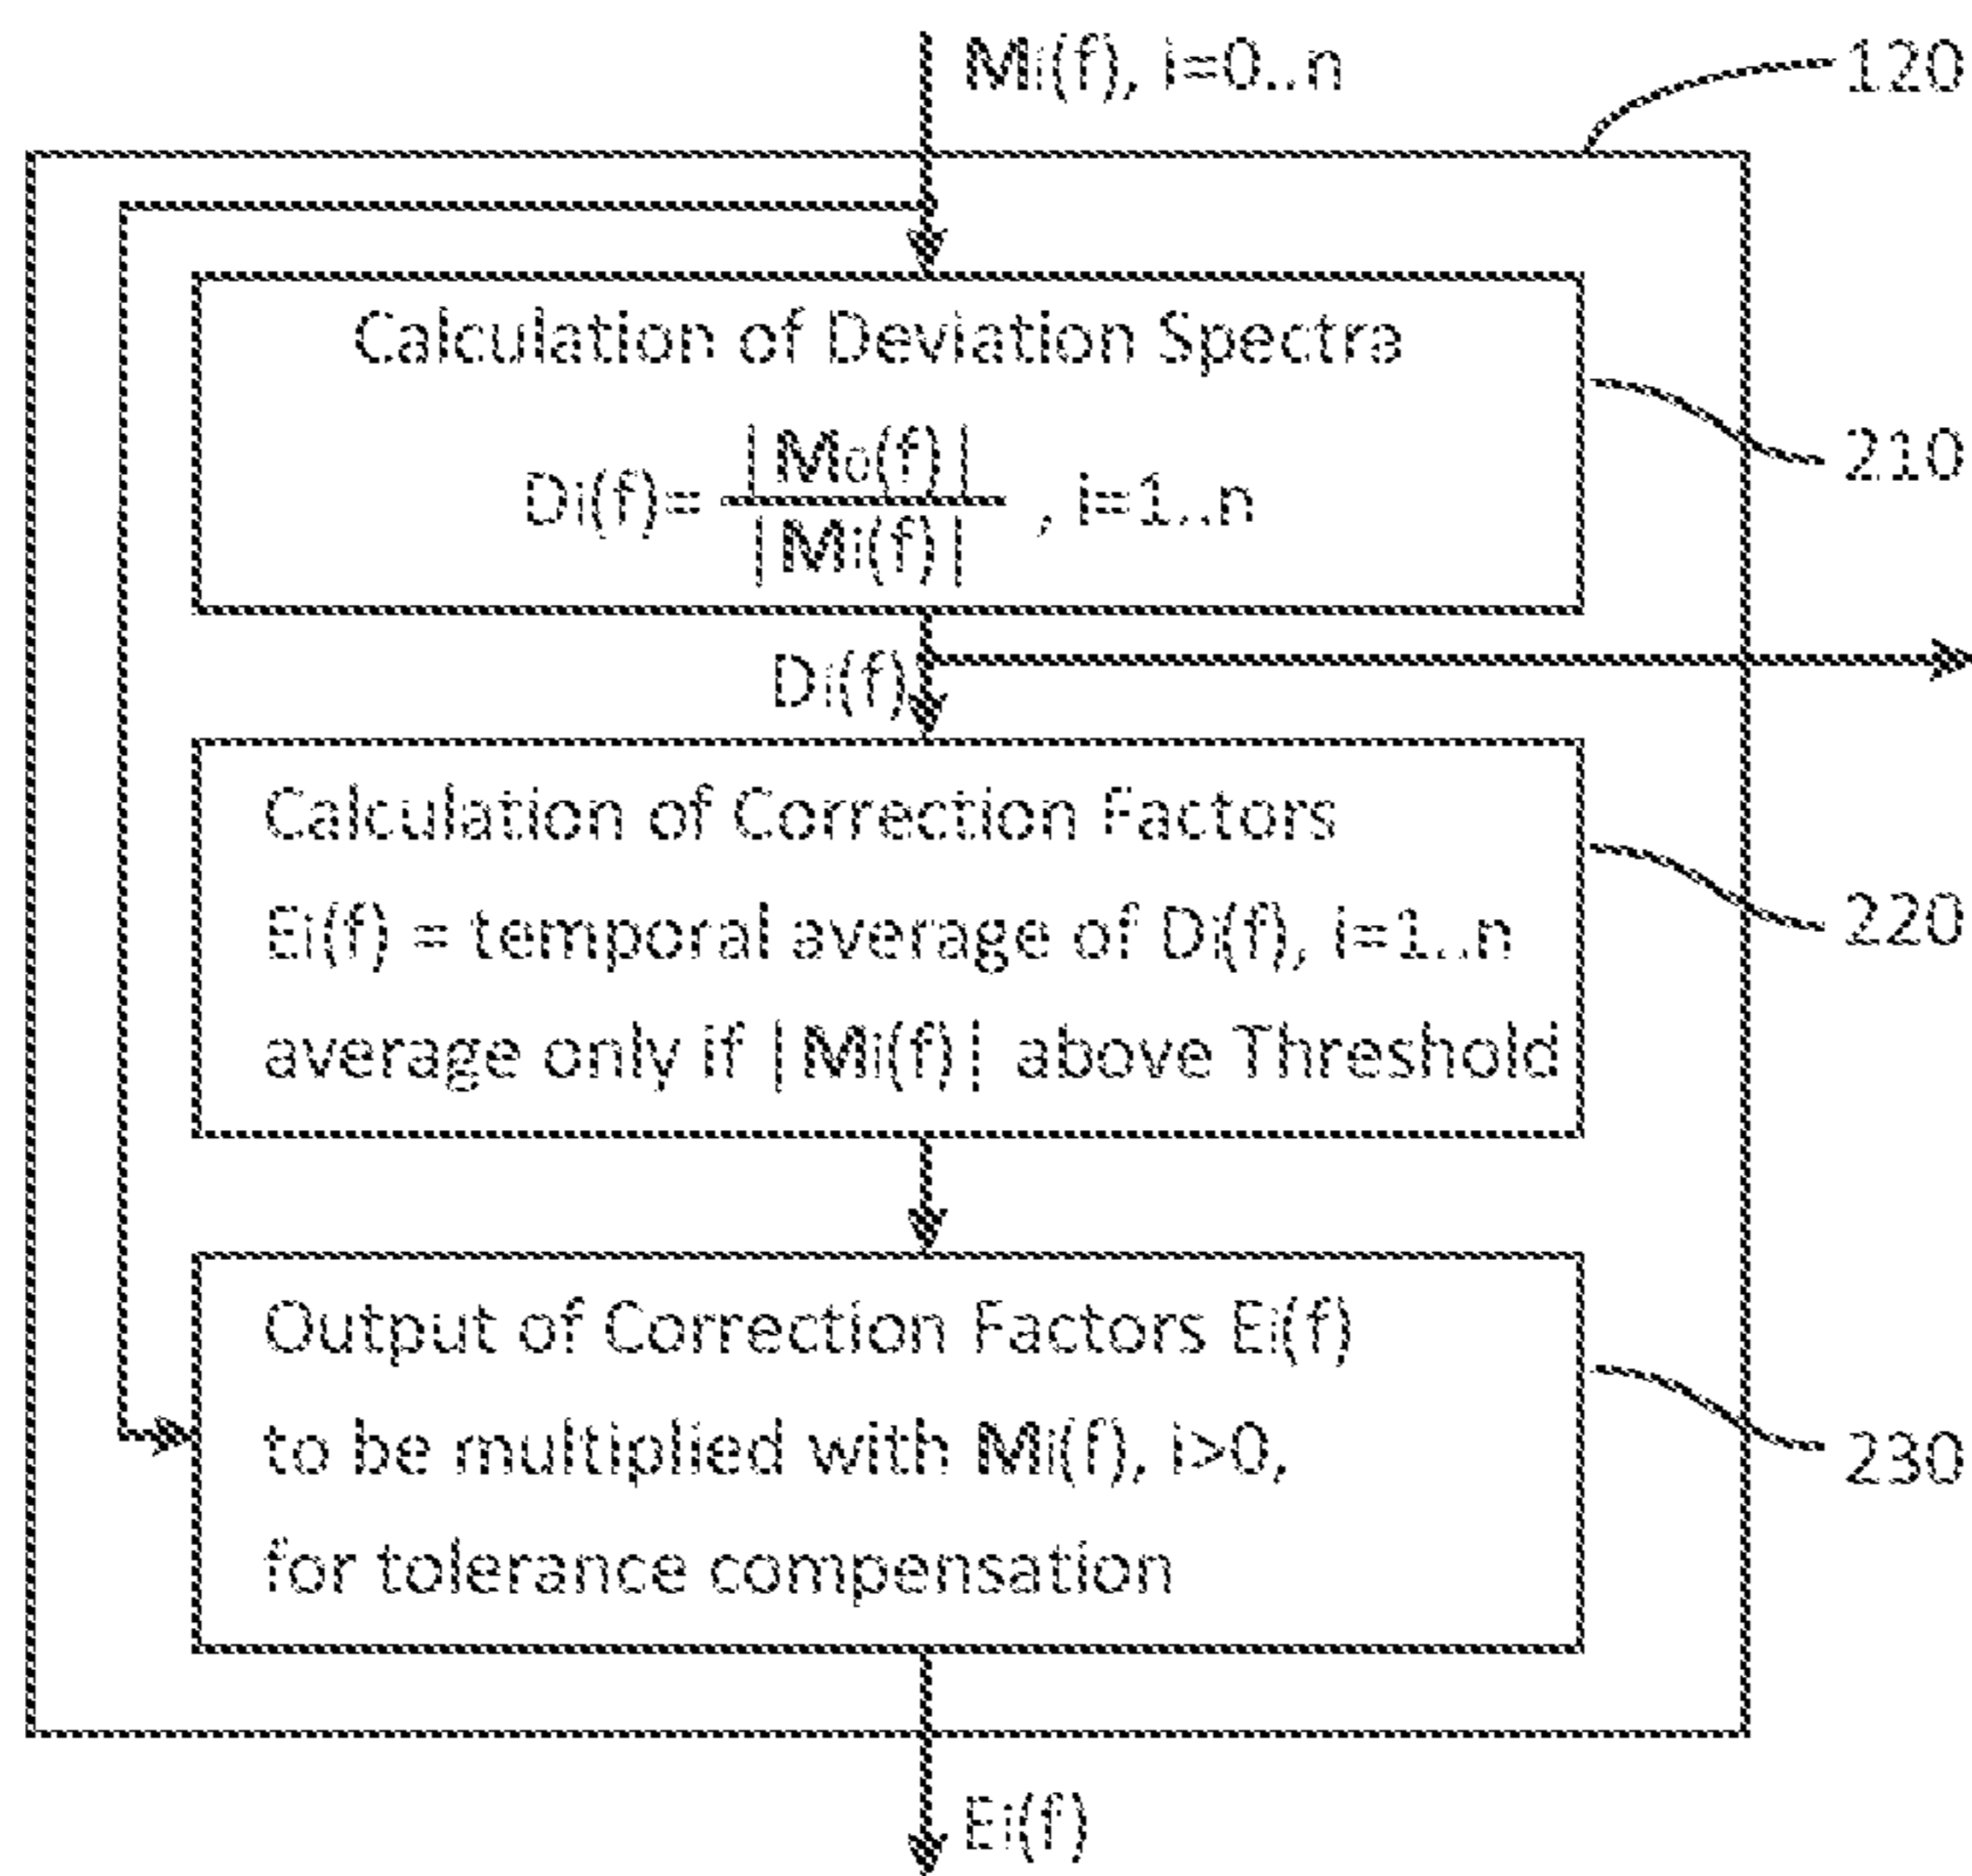 Mi(f), i=0..n
120
Calculation of Deviation Spectra
Di(f)= |M0(f)| / |Mi(f)| , i=1..n
210
Di(f)
Calculation of Correction Factors
Ei(f) = temporal average of Di(f), i=1..n
average only if |Mi(f)| above Threshold
220
Output of Correction Factors Ei(f)
to be multiplied with Mi(f), i>0,
for tolerance compensation
230
Ei(f)